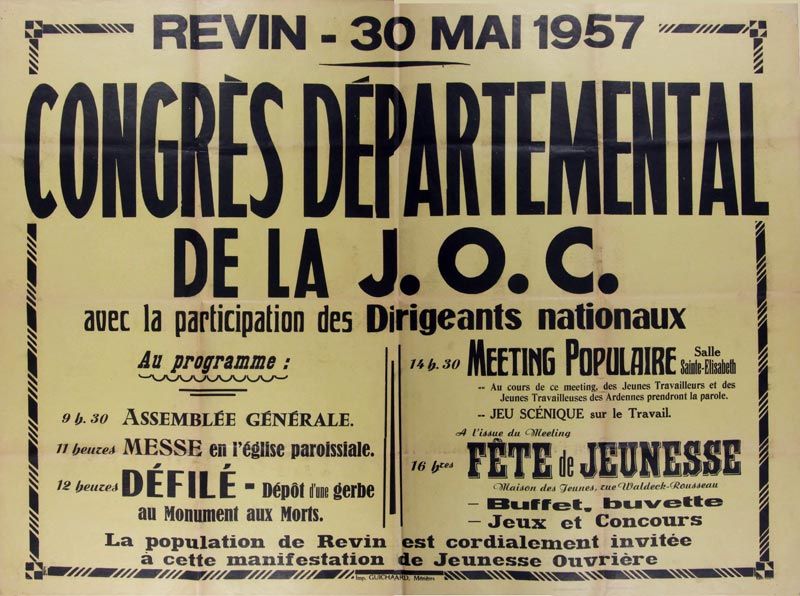 REVIN - 30 MAI 1957
CONGRÈS DÉPARTEMENTAL
DE LA J.O.C.
avec la participation des Dirigeants nationaux
Au programme :
9 h. 30 ASSEMBLÉE GÉNÉRALE.
11 heures MESSE en l'église paroissiale.
12 heures DÉFILÉ - Dépôt d'une gerbe
au Monument aux Morts.
14 h. 30 MEETING POPULAIRE Salle
Sainte-Elisabeth
-- Au cours de ce meeting, des Jeunes Travailleurs et des
Jeunes Travailleuses des Ardennes prendront la parole.
-- JEU SCÉNIQUE sur le Travail.
A l'issue du Meeting
16 hres FÊTE de JEUNESSE
Maison des Jeunes, rue Waldeck-Rousseau
- Buffet, buvette
- Jeux et Concours
La population de Revin est cordialement invitée
à cette manifestation de Jeunesse Ouvrière
Imp. GUICHAARD, Mézières